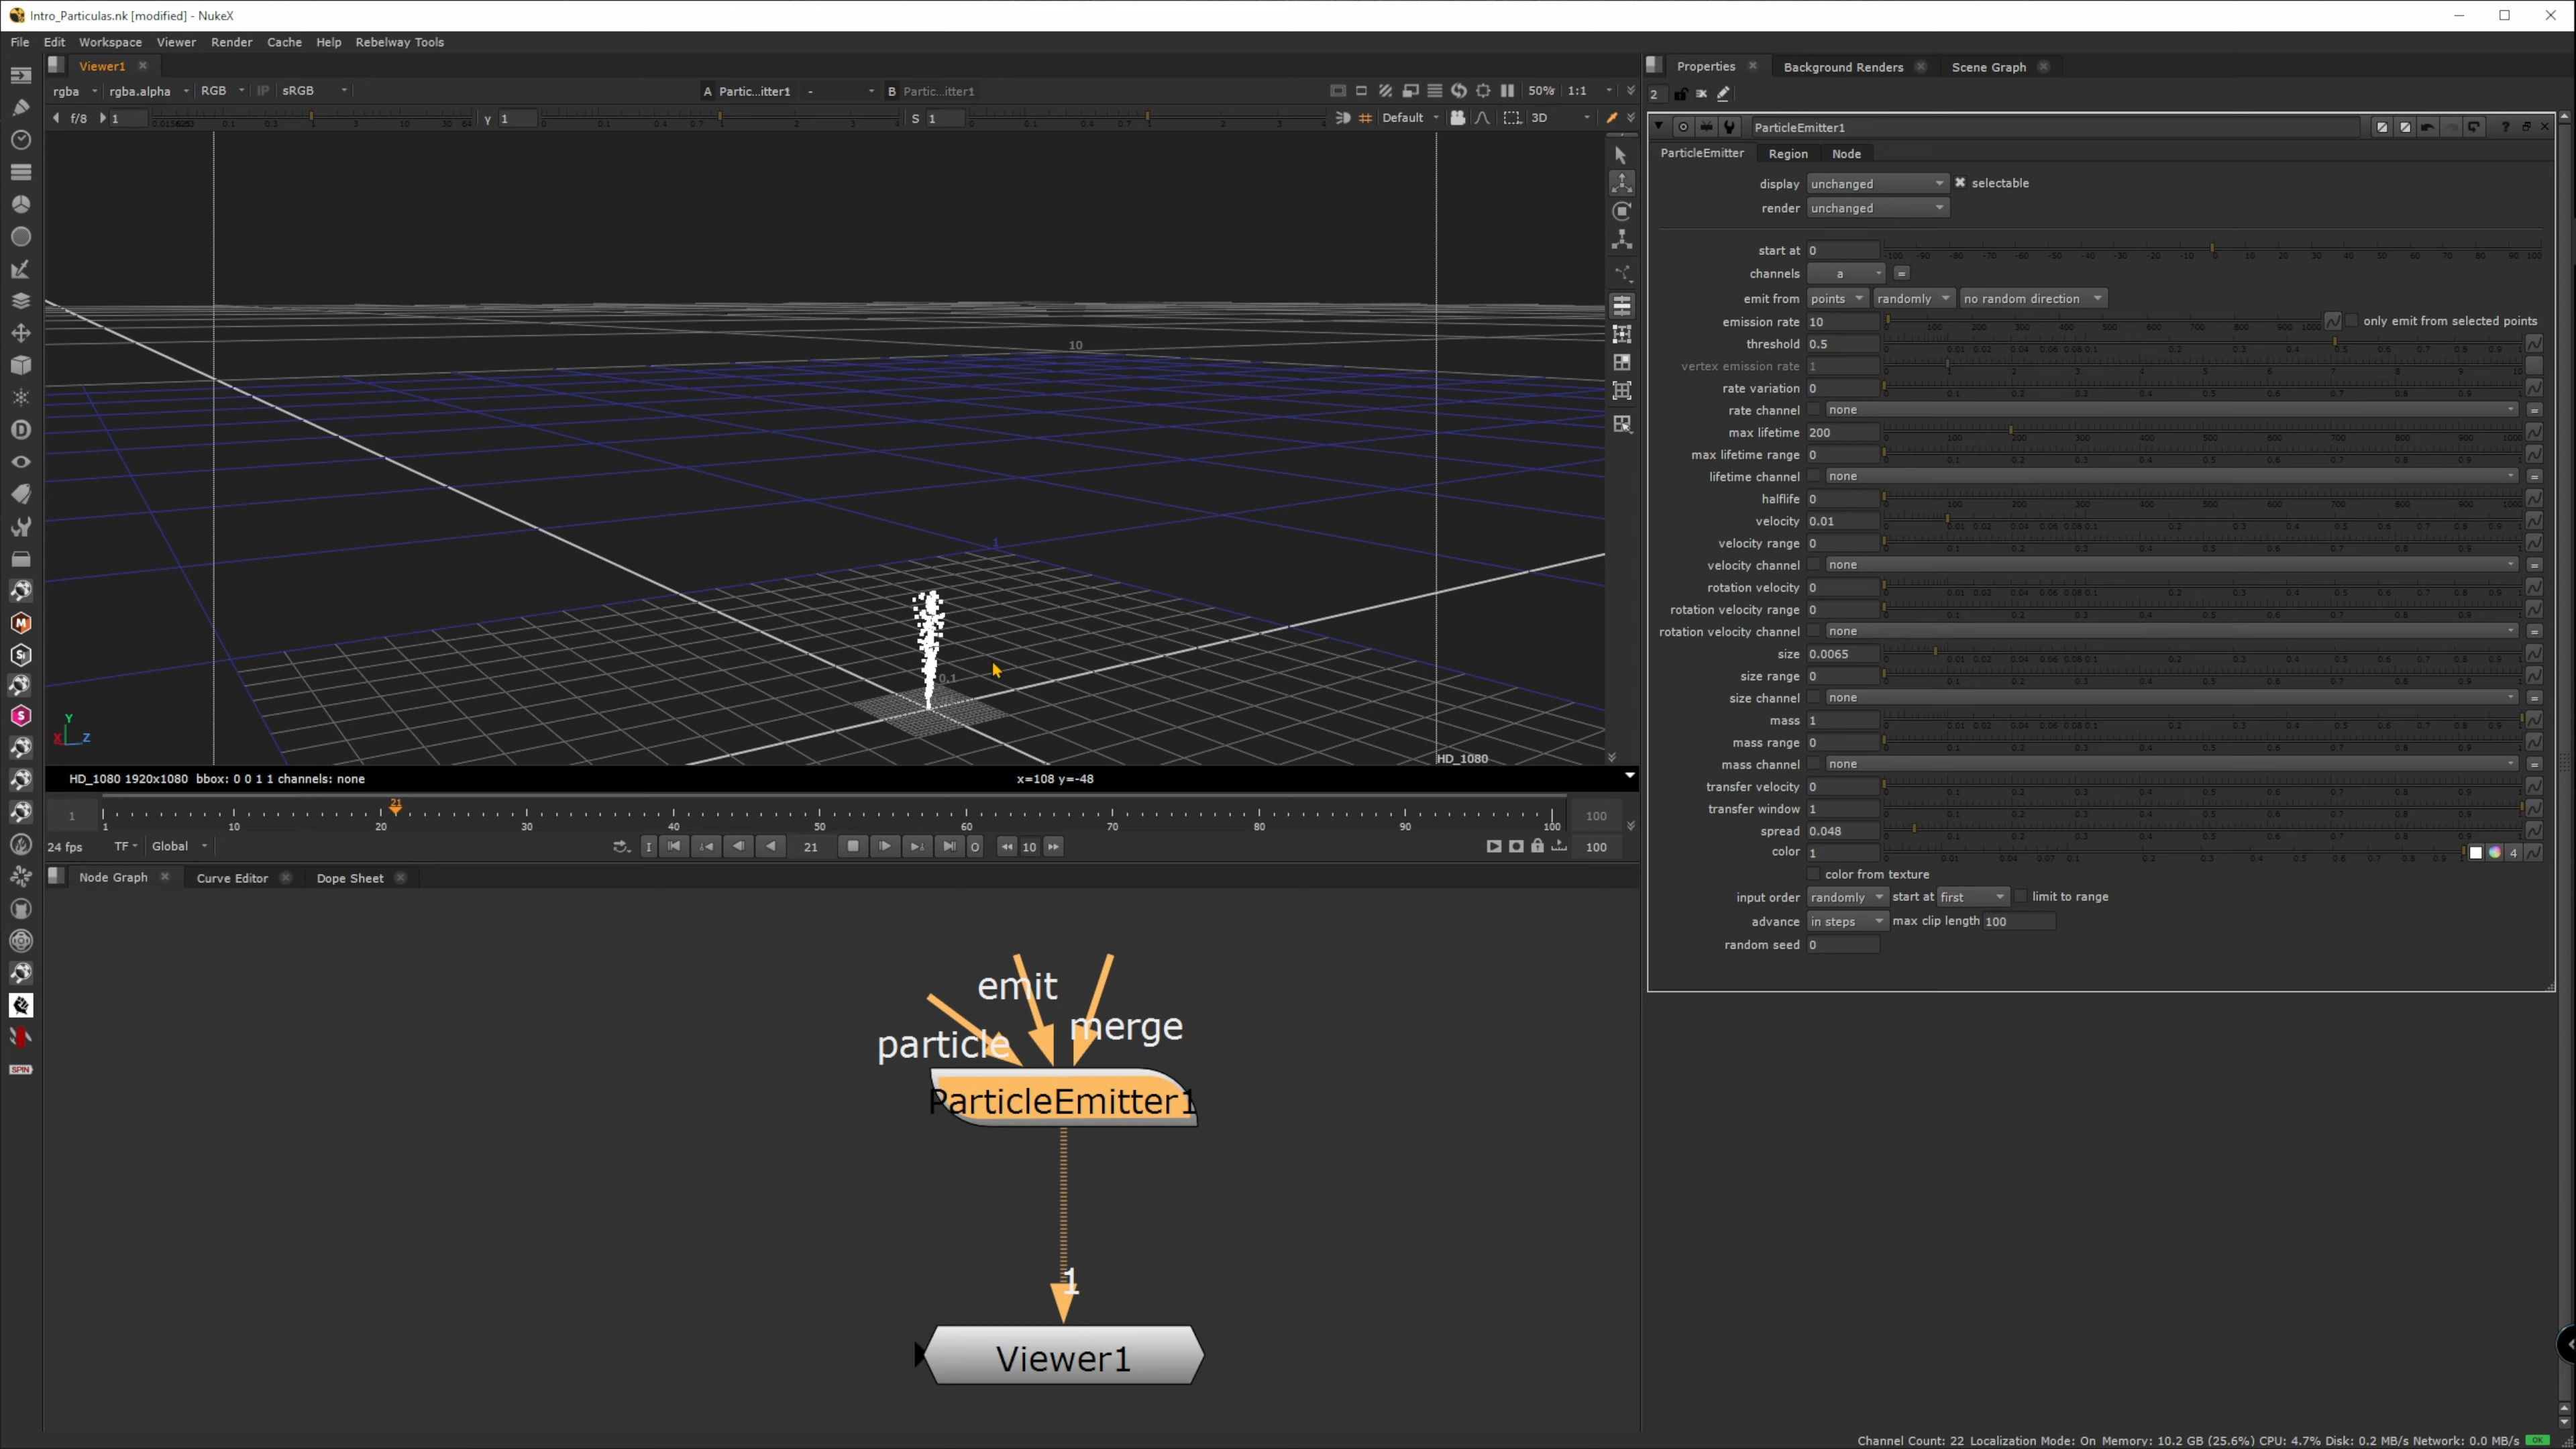 Intro_Particulas.nk [modified] - NukeX
File Edit Workspace Viewer Render Cache Help Rebelway Tools
Viewer1
rgba rgba.alpha RGB IP sRGB A Partic...itter1 - B Partic...itter1 50% 1:1
f/8 1 Y 1 S 1 Default 3D
10
1
0.1
Y
X Z
HD_1080
HD_1080 1920x1080 bbox: 0 0 1 1 channels: none x=108 y=-48
1 21 100
1 10 20 30 40 50 60 70 80 90 100
24 fps TF Global I 21 O 10 100
Node Graph Curve Editor Dope Sheet
emit
merge
particle
ParticleEmitter1
1
Viewer1
Properties Background Renders Scene Graph
2
ParticleEmitter1
ParticleEmitter Region Node
display unchanged selectable
render unchanged
start at 0
channels a =
emit from points randomly no random direction
emission rate 10 only emit from selected points
threshold 0.5
vertex emission rate 1
rate variation 0
rate channel none =
max lifetime 200
max lifetime range 0
lifetime channel none =
halflife 0
velocity 0.01
velocity range 0
velocity channel none =
rotation velocity 0
rotation velocity range 0
rotation velocity channel none =
size 0.0065
size range 0
size channel none =
mass 1
mass range 0
mass channel none =
transfer velocity 0
transfer window 1
spread 0.048
color 1 4
color from texture
input order randomly start at first limit to range
advance in steps max clip length 100
random seed 0
SPIN
Channel Count: 22 Localization Mode: On Memory: 10.2 GB (25.6%) CPU: 4.7% Disk: 0.2 MB/s Network: 0.0 MB/s OK